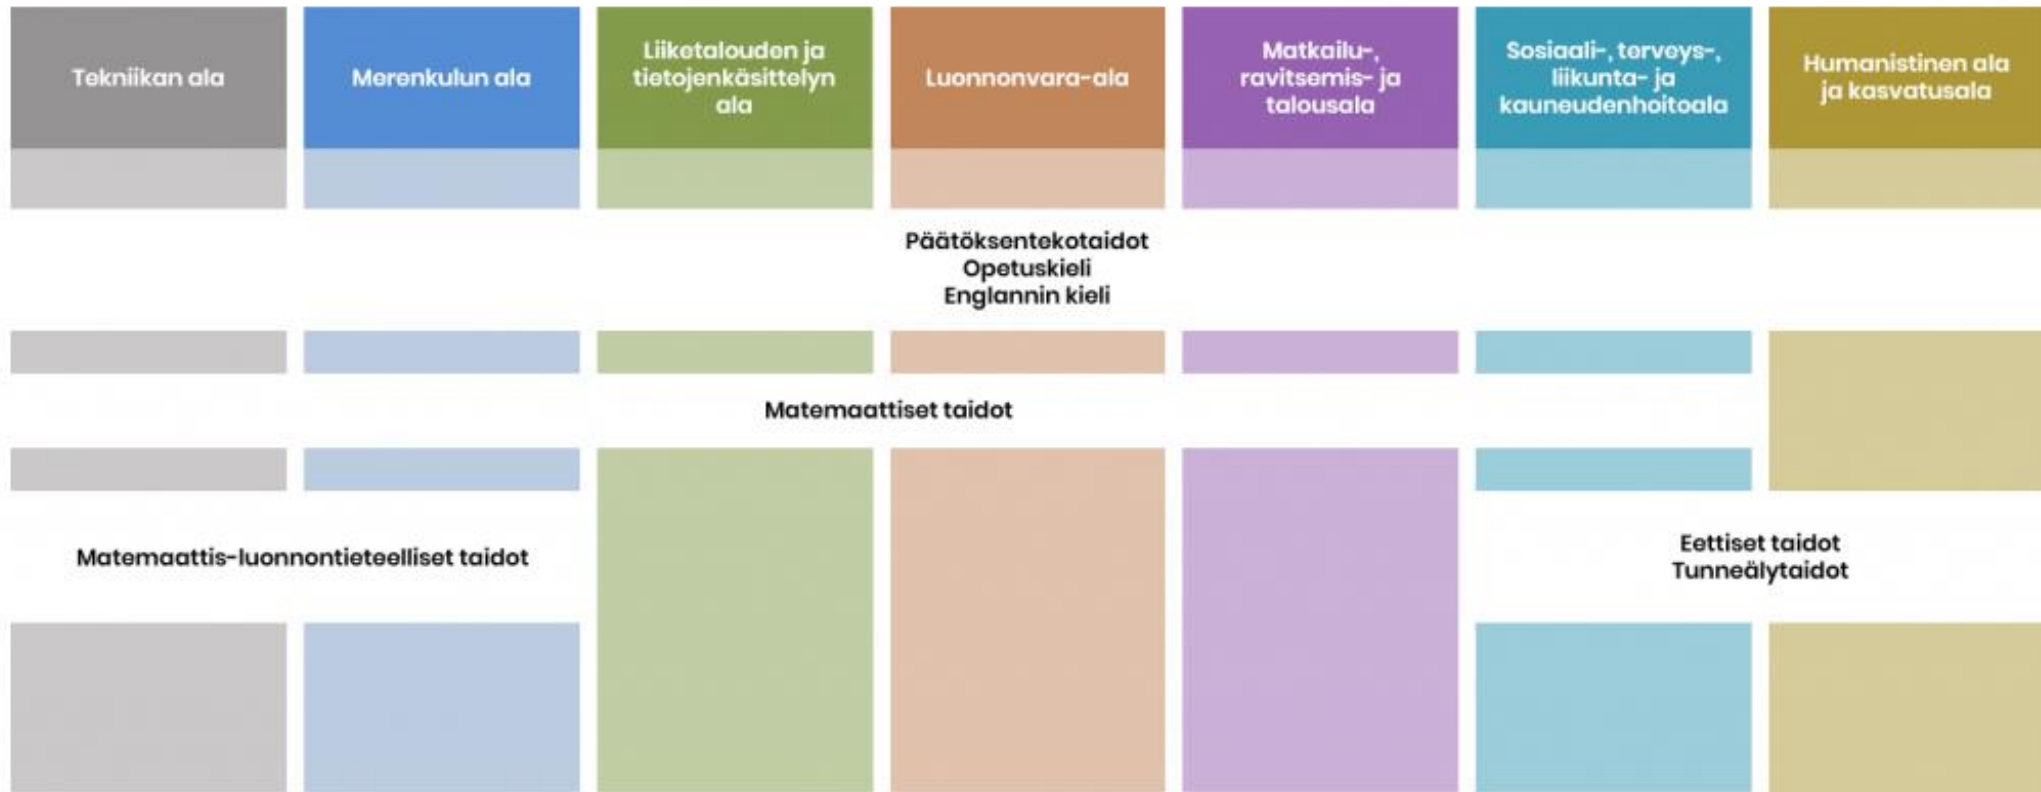 Tekniikan ala
Merenkulun ala
Liiketalouden ja
tietojenkäsittelyn
ala
Luonnonvara-ala
Matkailu-,
ravitsemis- ja
talousala
Sosiaali-, terveys-,
liikunta- ja
kauneudenhoitoala
Humanistinen ala
ja kasvatusala
Päätöksentekotaidot
Opetuskieli
Englannin kieli
Matemaattiset taidot
Matemaattis-luonnontieteelliset taidot
Eettiset taidot
Tunneälytaidot